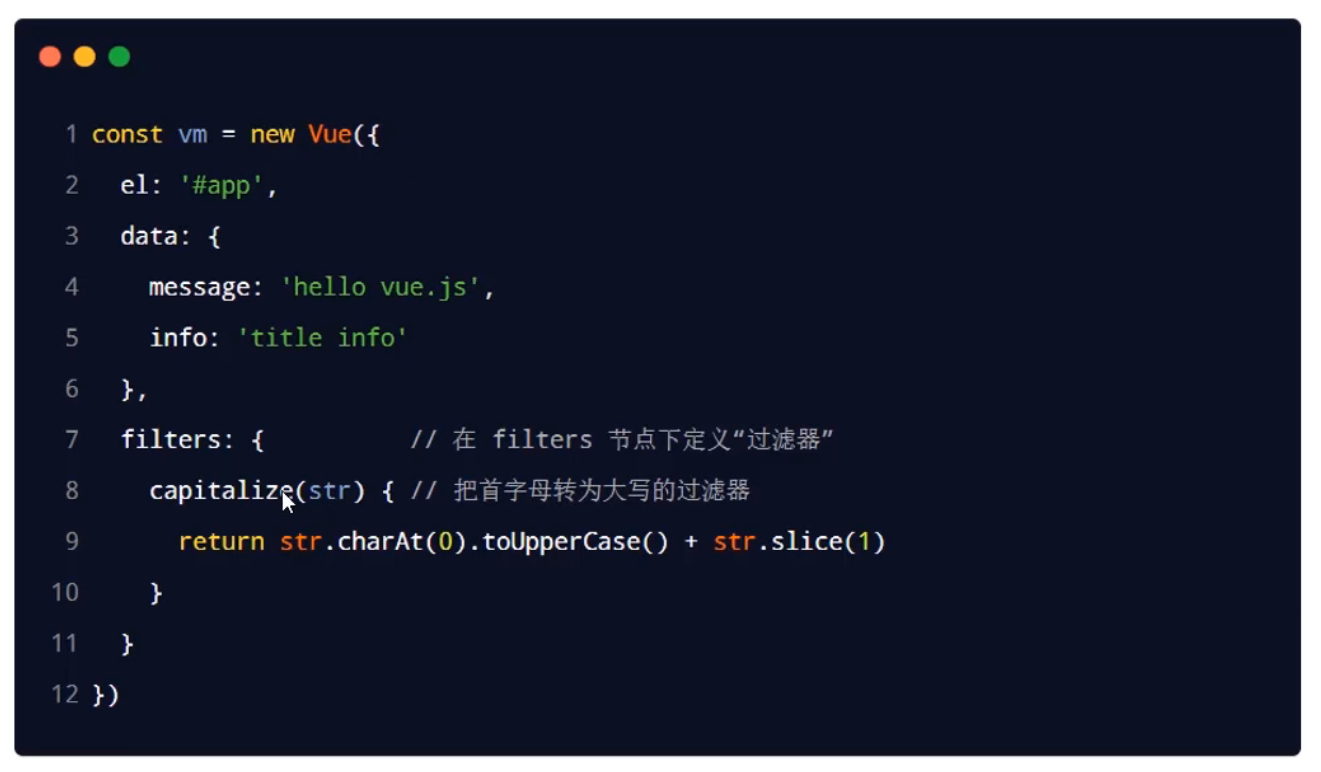 1 const vm = new Vue({
2   el: '#app',
3   data: {
4     message: 'hello vue.js',
5     info: 'title info'
6   },
7   filters: {          // 在 filters 节点下定义“过滤器”
8     capitalize(str) { // 把首字母转为大写的过滤器
9       return str.charAt(0).toUpperCase() + str.slice(1)
10     }
11   }
12 })